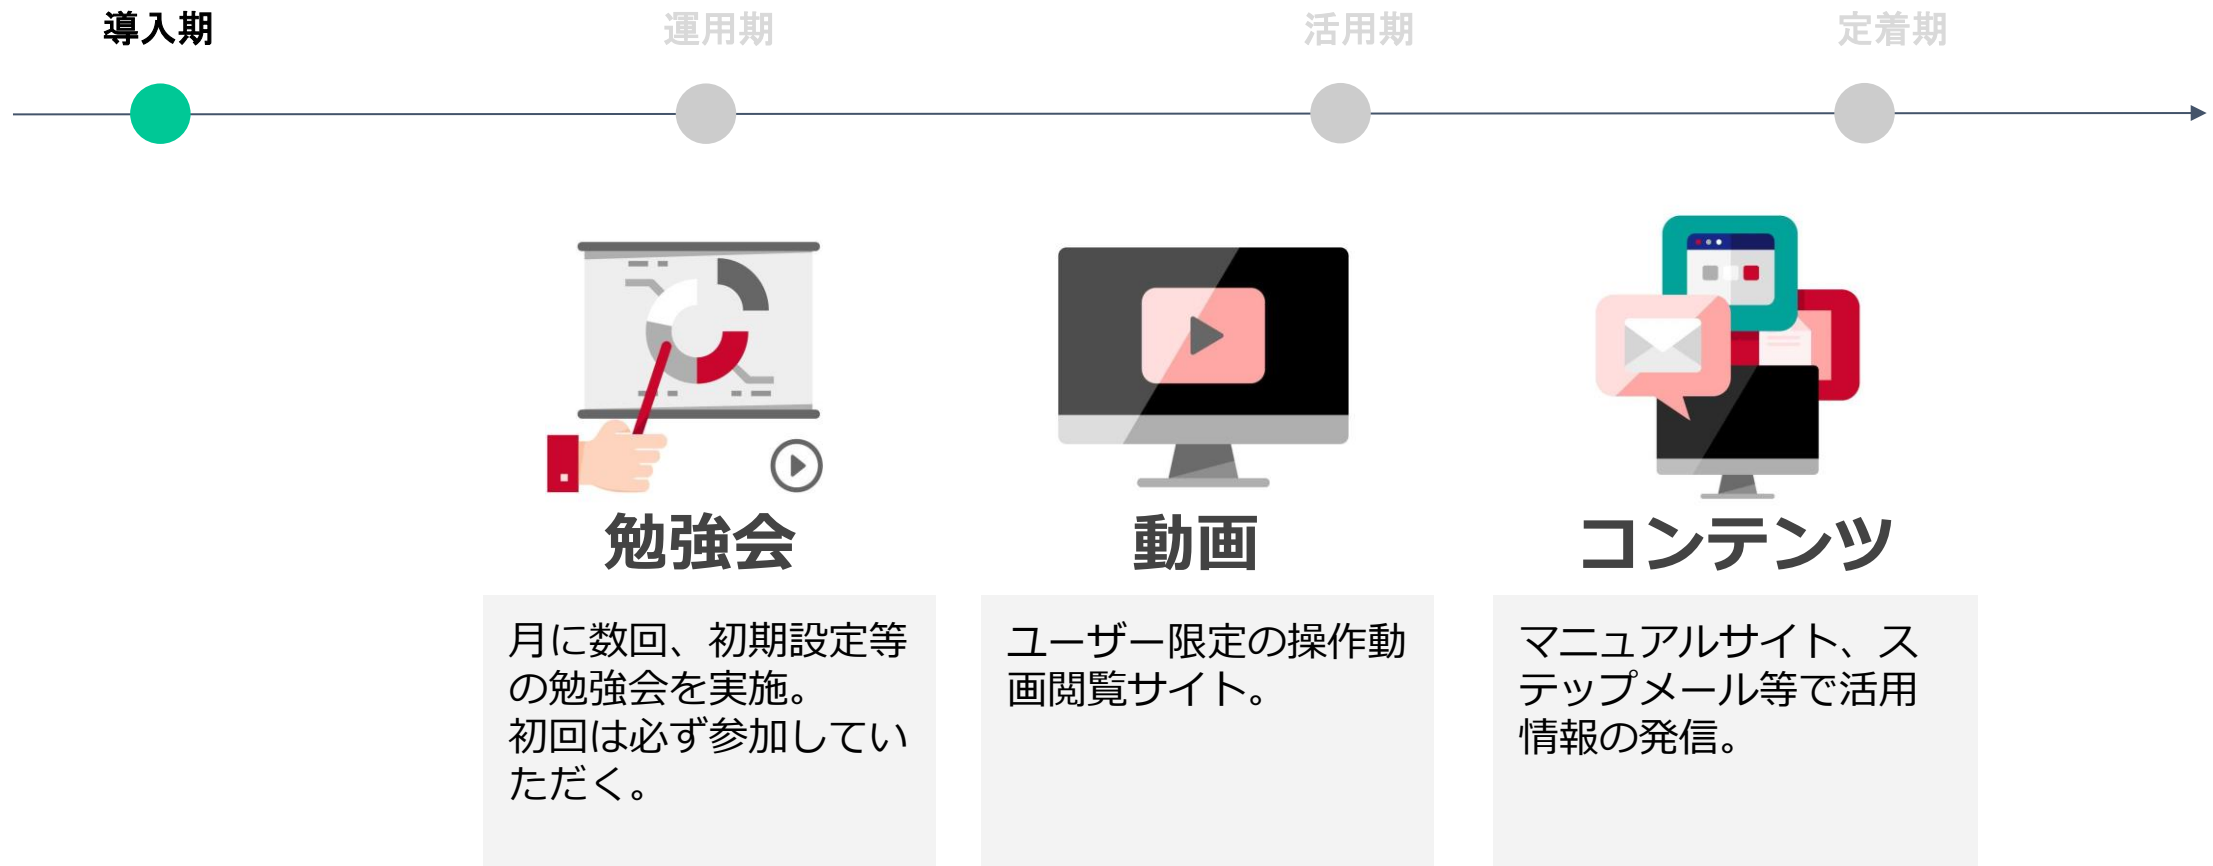 導入期
運用期
活用期
定着期
勉強会
月に数回、初期設定等
の勉強会を実施。
初回は必ず参加してい
ただく。
動画
ユーザー限定の操作動
画閲覧サイト。
コンテンツ
マニュアルサイト、ス
テップメール等で活用
情報の発信。